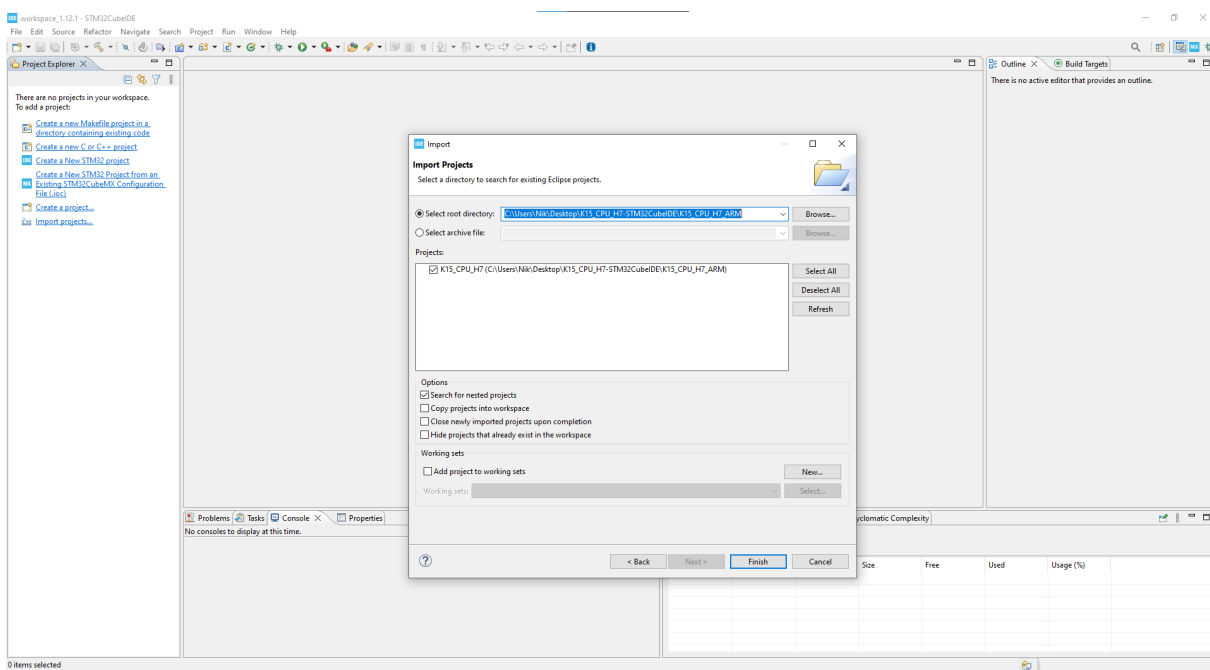 IDE workspace_1.12.1 - STM32CubeIDE
File Edit Source Refactor Navigate Search Project Run Window Help
Project Explorer
Outline
Build Targets
There are no projects in your workspace.
To add a project:
Create a new Makefile project in a
directory containing existing code
Create a new C or C++ project
IDE Create a New STM32 project
Create a New STM32 Project from an
MX Existing STM32CubeMX Configuration
File (.ioc)
Create a project...
Import projects...
There is no active editor that provides an outline.
IDE Import
Import Projects
Select a directory to search for existing Eclipse projects.
Select root directory: C:\Users\Nik\Desktop\K15_CPU_H7-STM32CubeIDE\K15_CPU_H7_ARM Browse...
Select archive file: Browse...
Projects:
K15_CPU_H7 (C:\Users\Nik\Desktop\K15_CPU_H7-STM32CubeIDE\K15_CPU_H7_ARM)
Select All
Deselect All
Refresh
Options
Search for nested projects
Copy projects into workspace
Close newly imported projects upon completion
Hide projects that already exist in the workspace
Working sets
Add project to working sets New...
Working sets: Select...
? < Back Next > Finish Cancel
Problems Tasks Console Properties
No consoles to display at this time.
yclomatic Complexity
Size Free Used Usage (%)
0 items selected